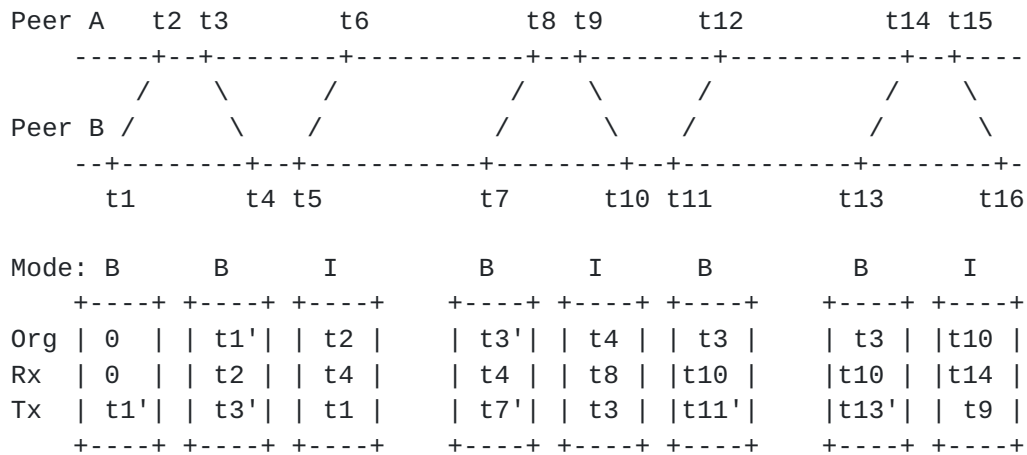 Peer A   t2 t3       t6          t8 t9      t12          t14 t15
    -----+--+--------+-----------+--+--------+-----------+--+----
        /    \      /           /    \      /           /    \
Peer B /      \    /           /      \    /           /      \
    --+--------+--+-----------+--------+--+-----------+--------+-
      t1       t4 t5          t7      t10 t11        t13      t16
Mode: B      B      I         B      I      B         B      I
    +----+ +----+ +----+    +----+ +----+ +----+    +----+ +----+
Org | 0  | | t1'| | t2 |    | t3'| | t4 | | t3 |    | t3 | |t10 |
Rx  | 0  | | t2 | | t4 |    | t4 | | t8 | |t10 |    |t10 | |t14 |
Tx  | t1'| | t3'| | t1 |    | t7'| | t3 | |t11'|    |t13'| | t9 |
    +----+ +----+ +----+    +----+ +----+ +----+    +----+ +----+